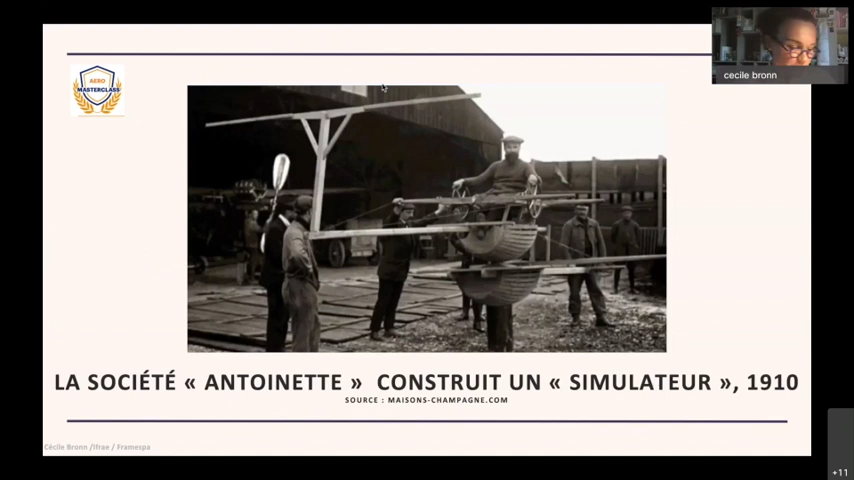 cecile bronn
AERO
MASTERCLASS
LA SOCIÉTÉ « ANTOINETTE » CONSTRUIT UN « SIMULATEUR », 1910
SOURCE : MAISONS-CHAMPAGNE.COM
Cécile Bronn /Ifrae / Framespa
+11